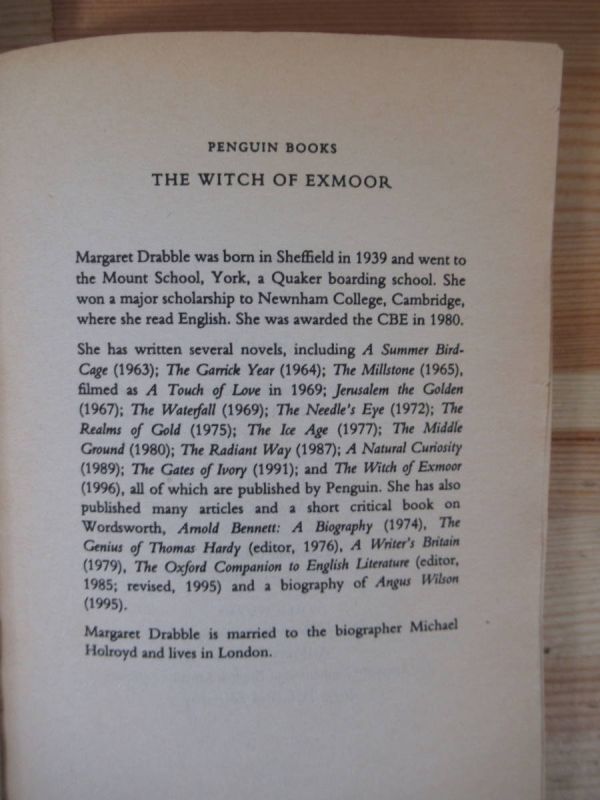 PENGUIN BOOKS
THE WITCH OF EXMOOR
Margaret Drabble was born in Sheffield in 1939 and went to
the Mount School, York, a Quaker boarding school. She
won a major scholarship to Newnham College, Cambridge,
where she read English. She was awarded the CBE in 1980.
She has written several novels, including A Summer Bird-
Cage (1963); The Garrick Year (1964); The Millstone (1965),
filmed as A Touch of Love in 1969; Jerusalem the Golden
(1967); The Waterfall (1969); The Needle's Eye (1972); The
Realms of Gold (1975); The Ice Age (1977); The Middle
Ground (1980); The Radiant Way (1987); A Natural Curiosity
(1989); The Gates of Ivory (1991); and The Witch of Exmoor
(1996), all of which are published by Penguin. She has also
published many articles and a short critical book on
Wordsworth, Arnold Bennett: A Biography (1974), The
Genius of Thomas Hardy (editor, 1976), A Writer's Britain
(1979), The Oxford Companion to English Literature (editor,
1985; revised, 1995) and a biography of Angus Wilson
(1995).
Margaret Drabble is married to the biographer Michael
Holroyd and lives in London.